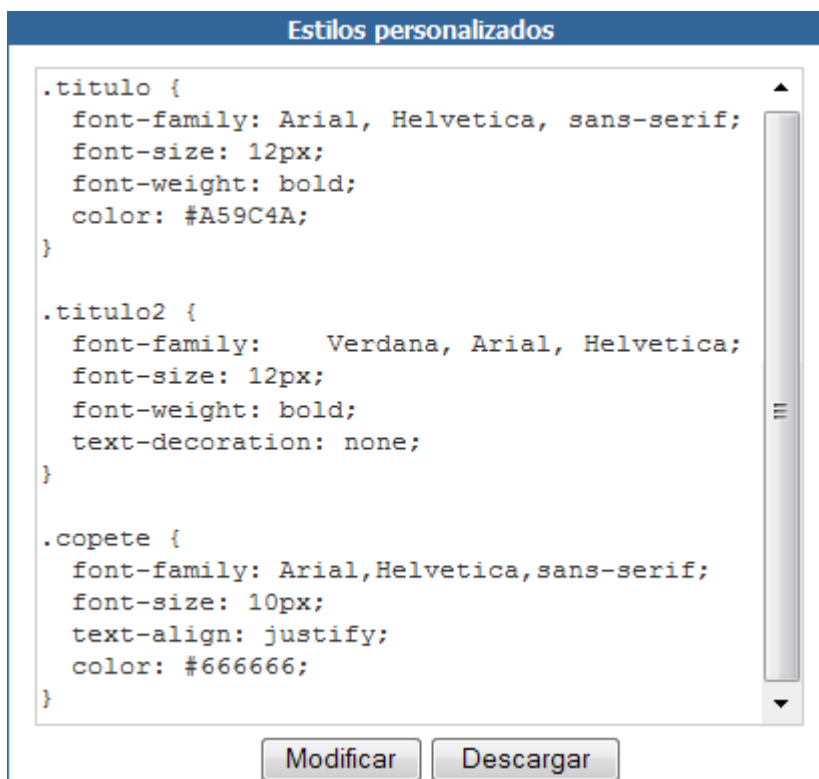 Estilos personalizados
.titulo {
  font-family: Arial, Helvetica, sans-serif;
  font-size: 12px;
  font-weight: bold;
  color: #A59C4A;
}

.titulo2 {
  font-family:    Verdana, Arial, Helvetica;
  font-size: 12px;
  font-weight: bold;
  text-decoration: none;
}

.copete {
  font-family: Arial,Helvetica,sans-serif;
  font-size: 10px;
  text-align: justify;
  color: #666666;
}
Modificar Descargar